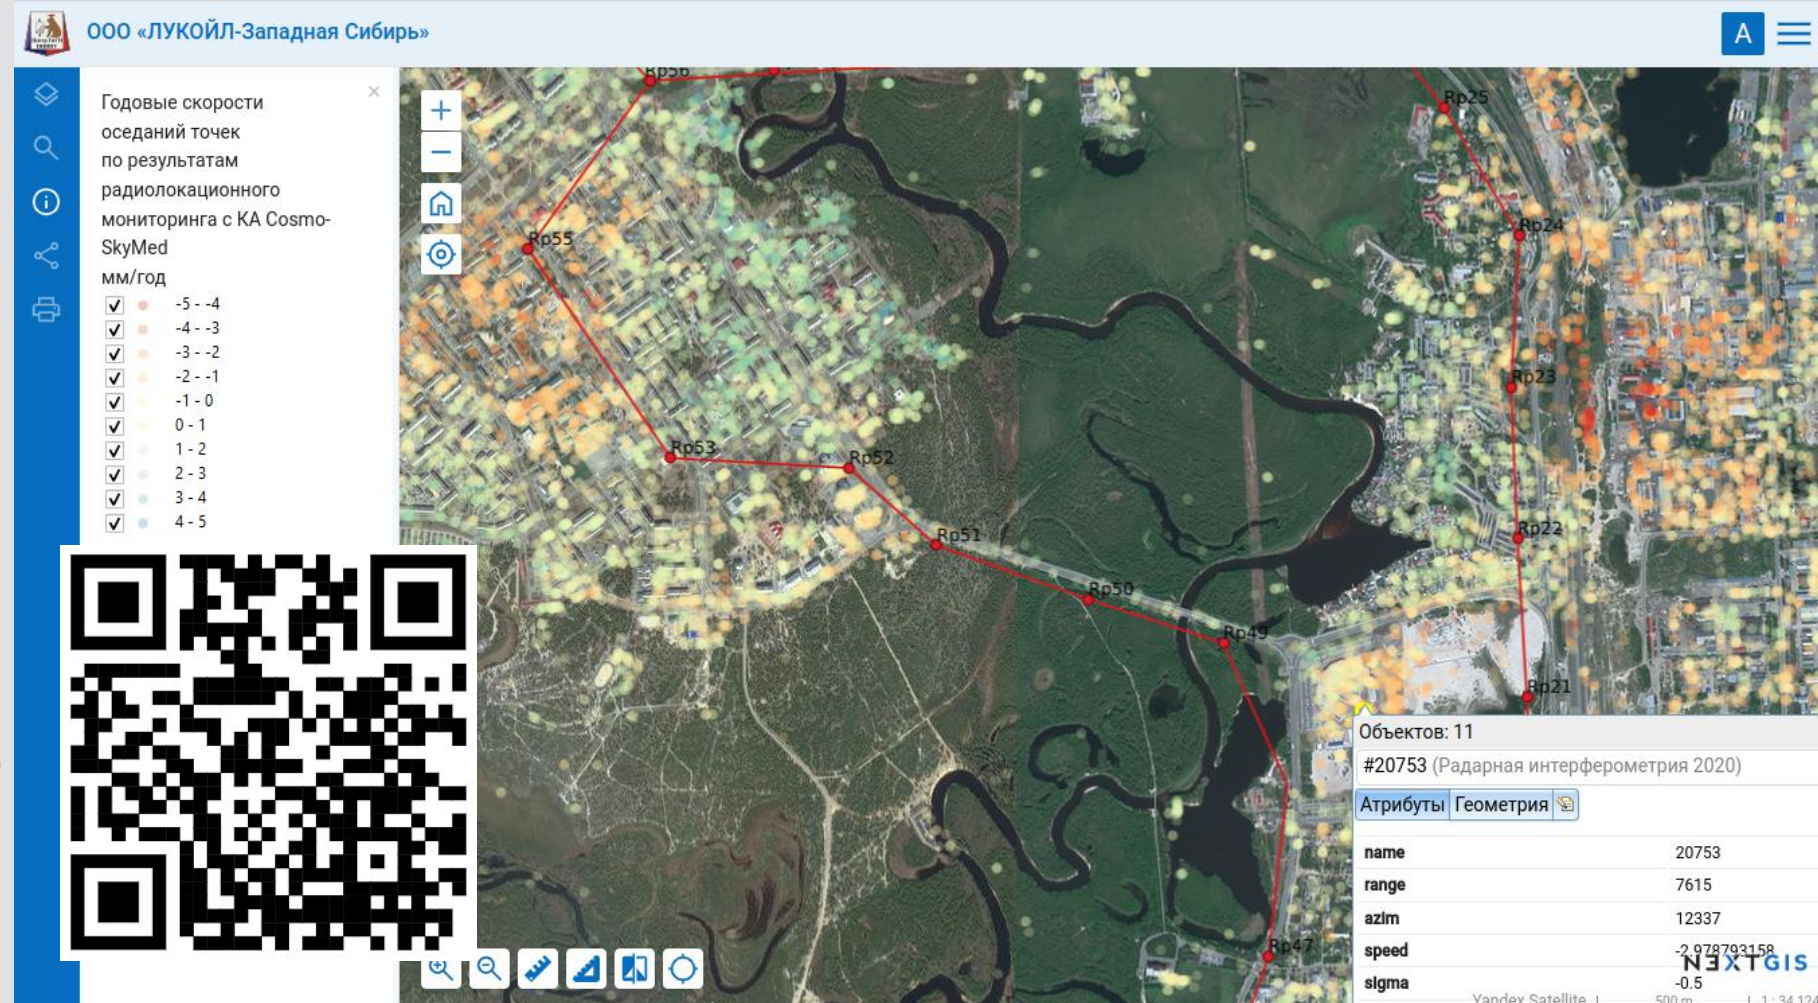 ООО «ЛУКОЙЛ-Западная Сибирь»
A
Годовые скорости
оседаний точек
по результатам
радиолокационного
мониторинга с КА Cosmo-
SkyMed
мм/год
-5 - -4
-4 - -3
-3 - -2
-2 - -1
-1 - 0
0 - 1
1 - 2
2 - 3
3 - 4
4 - 5
Rp56
Rp25
Rp55
Rp24
Rp23
Rp53
Rp52
Rp22
Rp51
Rp50
Rp49
Rp21
Rp47
Объектов: 11
#20753 (Радарная интерферометрия 2020)
Атрибуты Геометрия
name 20753
range 7615
azim 12337
speed -2.978793158
NEXTGIS
sigma -0.5
Yandex Satellite 500 m